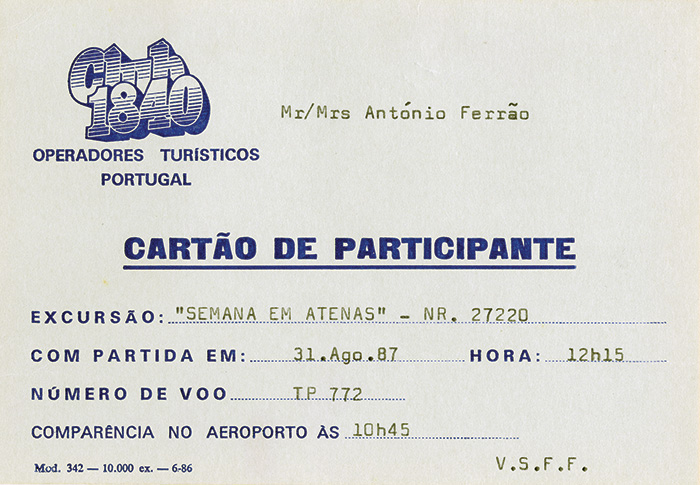 Clmh
1840
OPERADORES TURÍSTICOS
PORTUGAL
Mr/Mrs António Ferrão
CARTÃO DE PARTICIPANTE
EXCURSÃO: "SEMANA EM ATENAS" - NR. 27220
COM PARTIDA EM: 31.Ago.87 HORA: 12h15
NÚMERO DE VOO TP 772
COMPARÊNCIA NO AEROPORTO ÀS 10h45
Mod. 342 — 10.000 ex. — 6-86
V.S.F.F.